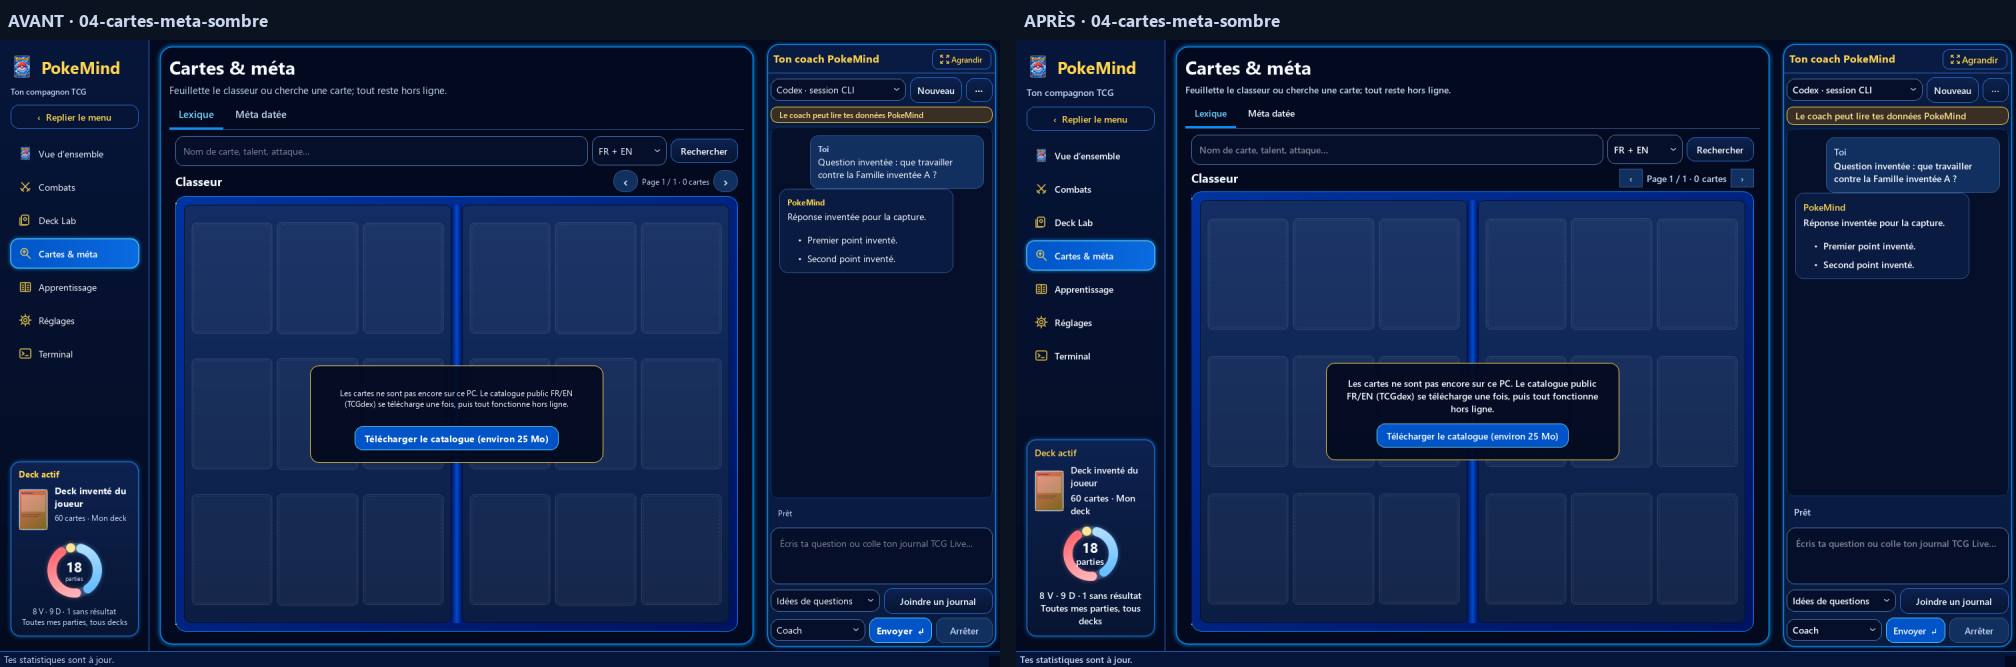 AVANT · 04-cartes-meta-sombre
PokeMind
Ton compagnon TCG
‹ Replier le menu
Vue d'ensemble
Combats
Deck Lab
Cartes & méta
Apprentissage
Réglages
Terminal
Deck actif
Deck inventé du
joueur
60 cartes · Mon deck
18
parties
8 V · 9 D · 1 sans résultat
Toutes mes parties, tous decks
Cartes & méta
Feuillette le classeur ou cherche une carte; tout reste hors ligne.
Lexique Méta datée
Nom de carte, talent, attaque...
FR + EN
Rechercher
Classeur
‹ Page 1 / 1 · 0 cartes ›
Les cartes ne sont pas encore sur ce PC. Le catalogue public FR/EN
(TCGdex) se télécharge une fois, puis tout fonctionne hors ligne.
Télécharger le catalogue (environ 25 Mo)
Ton coach PokeMind
Agrandir
Codex · session CLI
Nouveau
...
Le coach peut lire tes données PokeMind
Toi
Question inventée : que travailler
contre la Famille inventée A ?
PokeMind
Réponse inventée pour la capture.
• Premier point inventé.
• Second point inventé.
Prêt
Écris ta question ou colle ton journal TCG Live...
Idées de questions
Joindre un journal
Coach
Envoyer ↲
Arrêter
Tes statistiques sont à jour.
APRÈS · 04-cartes-meta-sombre
PokeMind
Ton compagnon TCG
‹ Replier le menu
Vue d'ensemble
Combats
Deck Lab
Cartes & méta
Apprentissage
Réglages
Terminal
Deck actif
Deck inventé du
joueur
60 cartes · Mon
deck
18
parties
8 V · 9 D · 1 sans résultat
Toutes mes parties, tous
decks
Cartes & méta
Feuillette le classeur ou cherche une carte; tout reste hors ligne.
Lexique Méta datée
Nom de carte, talent, attaque...
FR + EN
Rechercher
Classeur
‹ Page 1 / 1 · 0 cartes ›
Les cartes ne sont pas encore sur ce PC. Le catalogue public
FR/EN (TCGdex) se télécharge une fois, puis tout fonctionne
hors ligne.
Télécharger le catalogue (environ 25 Mo)
Ton coach PokeMind
Agrandir
Codex · session CLI
Nouveau
...
Le coach peut lire tes données PokeMind
Toi
Question inventée : que travailler
contre la Famille inventée A ?
PokeMind
Réponse inventée pour la capture.
• Premier point inventé.
• Second point inventé.
Prêt
Écris ta question ou colle ton journal TCG Live...
Idées de questions
Joindre un journal
Coach
Envoyer ↲
Arrêter
Tes statistiques sont à jour.